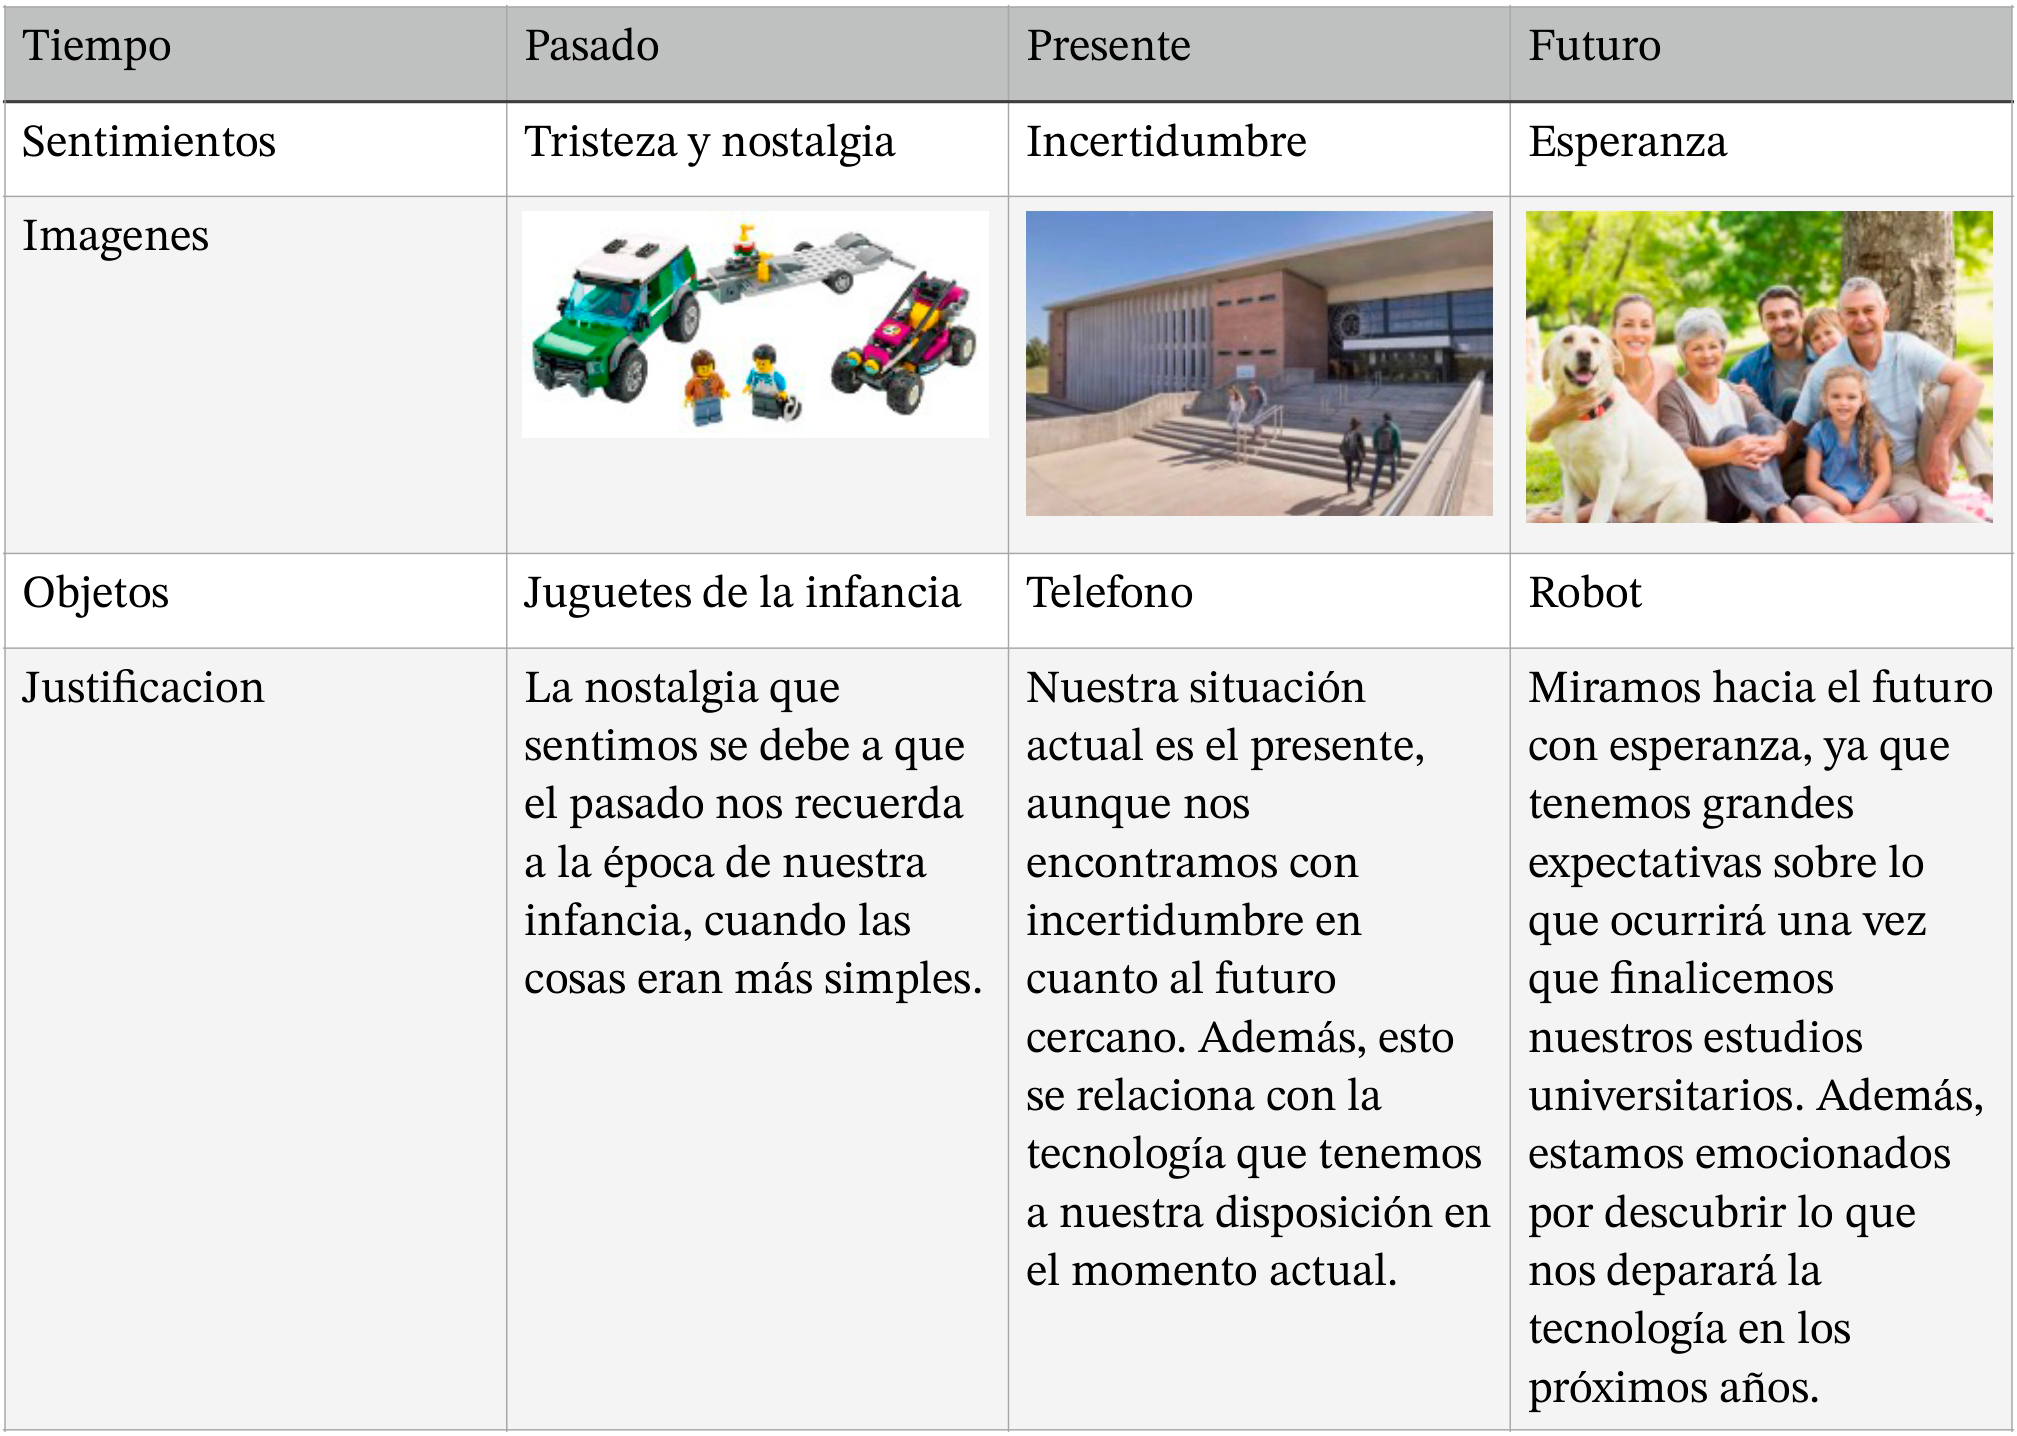 Tiempo
Pasado
Presente
Futuro
Sentimientos
Tristeza y nostalgia
Incertidumbre
Esperanza
Imagenes
Objetos
Juguetes de la infancia
Telefono
Robot
Justificacion
La nostalgia que
sentimos se debe a que
el pasado nos recuerda
a la época de nuestra
infancia, cuando las
cosas eran más simples.
Nuestra situación
actual es el presente,
aunque nos
encontramos con
incertidumbre en
cuanto al futuro
cercano. Además, esto
se relaciona con la
tecnología que tenemos
a nuestra disposición en
el momento actual.
Miramos hacia el futuro
con esperanza, ya que
tenemos grandes
expectativas sobre lo
que ocurrirá una vez
que finalicemos
nuestros estudios
universitarios. Además,
estamos emocionados
por descubrir lo que
nos deparará la
tecnología en los
próximos años.